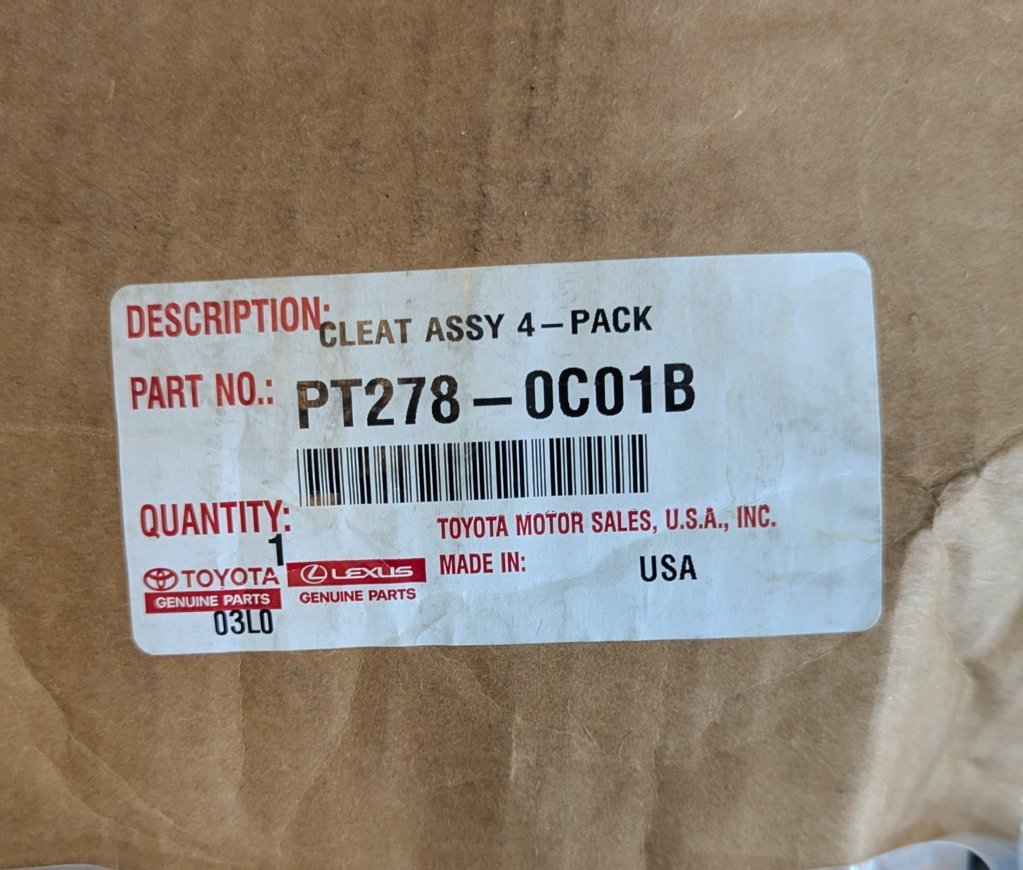 DESCRIPTION: CLEAT ASSY 4-PACK
PART NO.: PT278-0C01B
QUANTITY: 1
TOYOTA MOTOR SALES, U.S.A., INC.
MADE IN: USA
TOYOTA
GENUINE PARTS
LEXUS
GENUINE PARTS
03L0